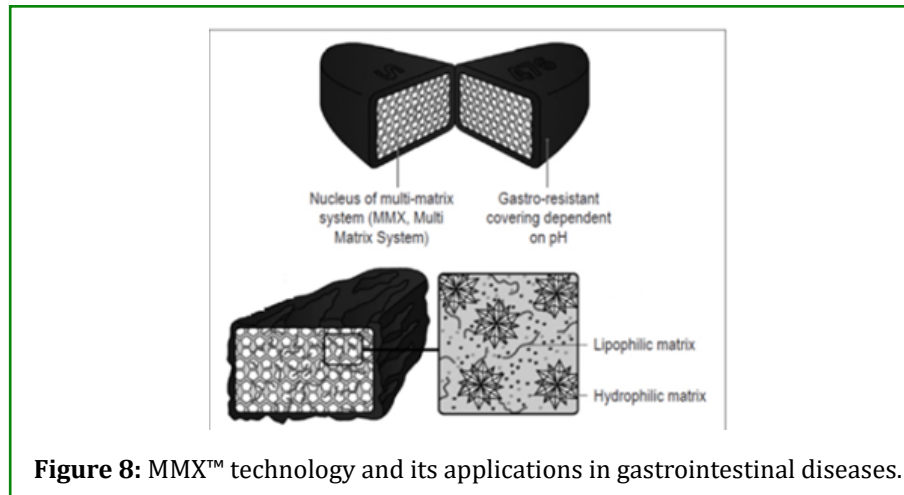 S
476
Nucleus of multi-matrix
system (MMX, Multi
Matrix System)
Gastro-resistant
covering dependent
on pH
Lipophilic matrix
Hydrophilic matrix
Figure 8: MMX™ technology and its applications in gastrointestinal diseases.